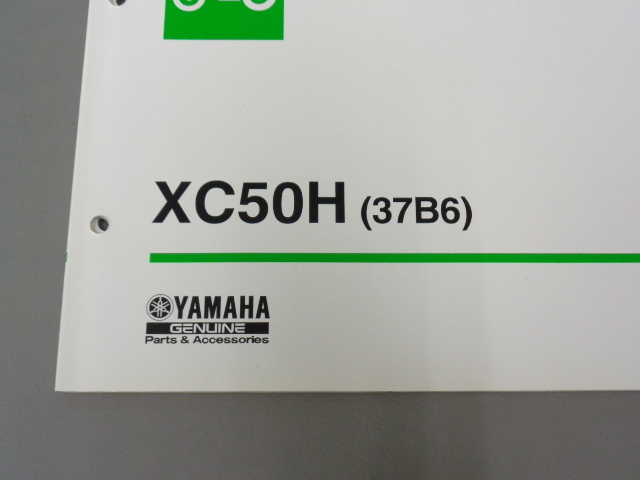 XC50H (37B6)
YAMAHA
GENUINE
Parts & Accessories